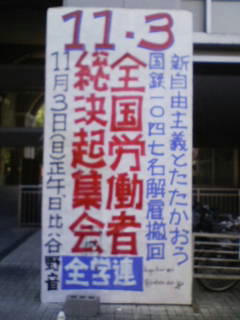 11.3
新自由主義とたたかおう
国鉄一〇四七名解雇撤回
全国労働者
総決起集会
11月3日(日)正午、日比谷野音
全学連